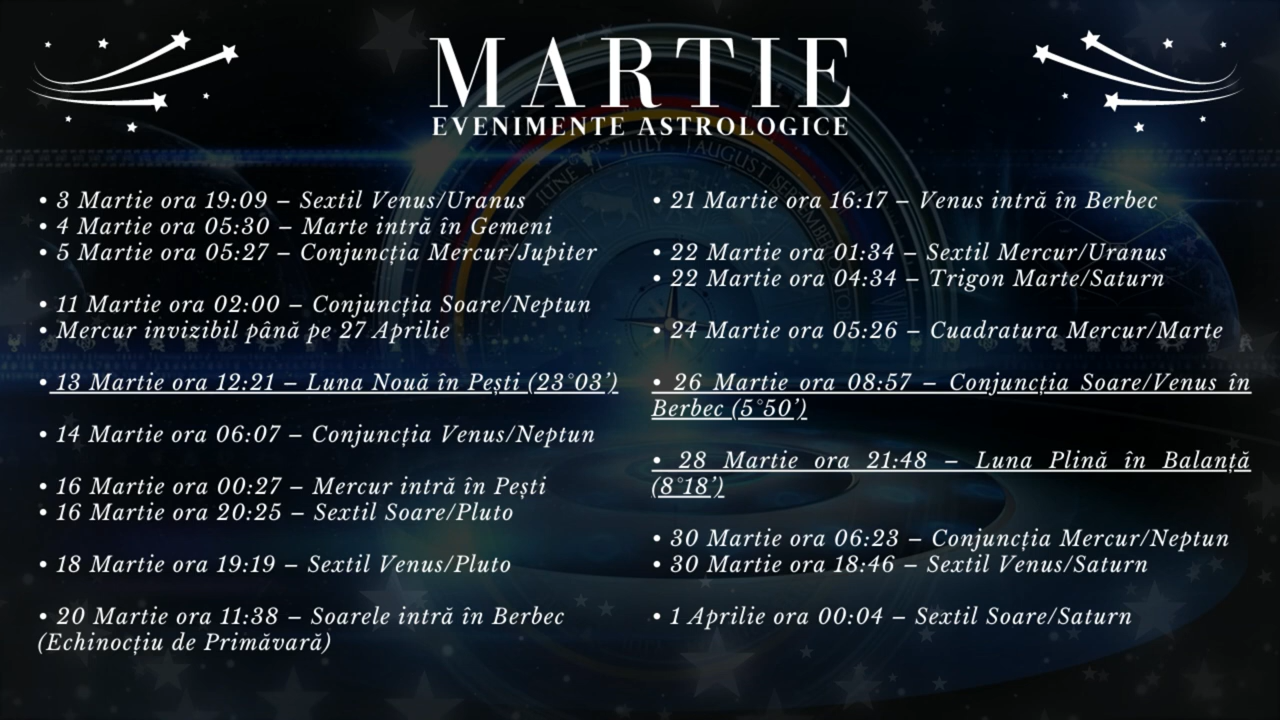 MARTIE
EVENIMENTE ASTROLOGICE
• 3 Martie ora 19:09 – Sextil Venus/Uranus
• 4 Martie ora 05:30 – Marte intră în Gemeni
• 5 Martie ora 05:27 – Conjuncția Mercur/Jupiter
• 11 Martie ora 02:00 – Conjuncția Soare/Neptun
• Mercur invizibil până pe 27 Aprilie
• 13 Martie ora 12:21 – Luna Nouă în Pești (23°03’)
• 14 Martie ora 06:07 – Conjuncția Venus/Neptun
• 16 Martie ora 00:27 – Mercur intră în Pești
• 16 Martie ora 20:25 – Sextil Soare/Pluto
• 18 Martie ora 19:19 – Sextil Venus/Pluto
• 20 Martie ora 11:38 – Soarele intră în Berbec
(Echinocțiu de Primăvară)
• 21 Martie ora 16:17 – Venus intră în Berbec
• 22 Martie ora 01:34 – Sextil Mercur/Uranus
• 22 Martie ora 04:34 – Trigon Marte/Saturn
• 24 Martie ora 05:26 – Cuadratura Mercur/Marte
• 26 Martie ora 08:57 – Conjuncția Soare/Venus în
Berbec (5°50’)
• 28 Martie ora 21:48 – Luna Plină în Balanță
(8°18’)
• 30 Martie ora 06:23 – Conjuncția Mercur/Neptun
• 30 Martie ora 18:46 – Sextil Venus/Saturn
• 1 Aprilie ora 00:04 – Sextil Soare/Saturn
JUNE
JULY
AUGUST